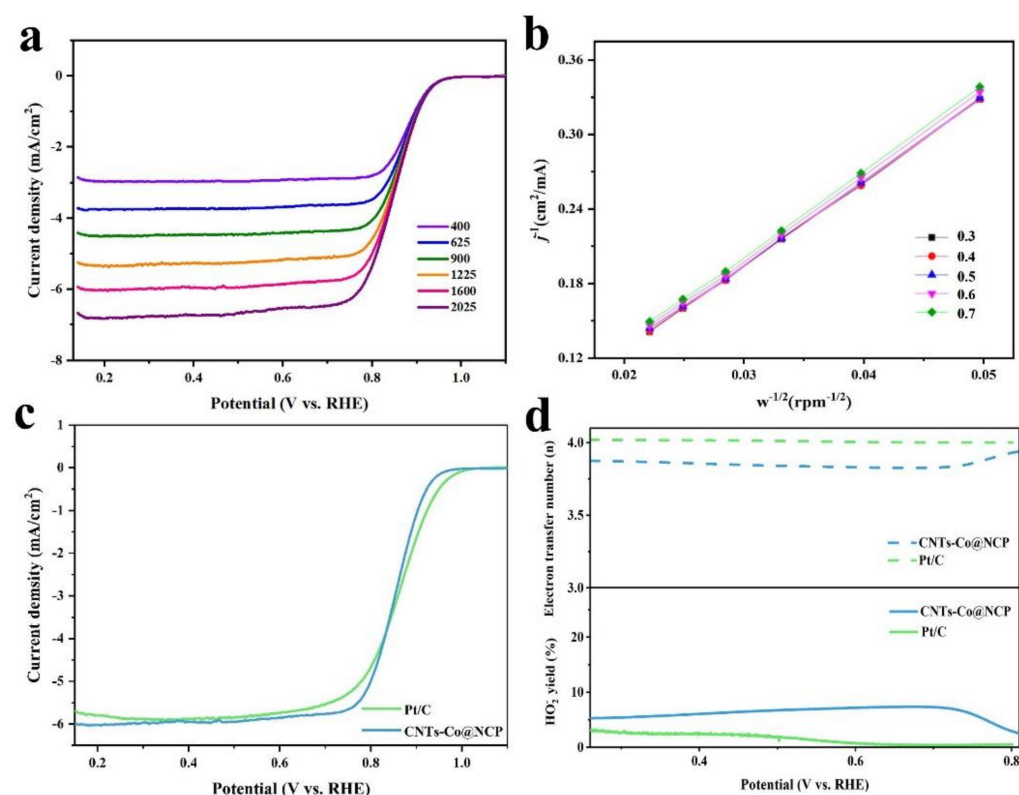 a
Current demsity (mA/cm²)
0
-2
-4
-6
-8
400
625
900
1225
1600
2025
0.2 0.4 0.6 0.8 1.0
Potential (V vs. RHE)
b
j⁻¹(cm²/mA)
0.36
0.30
0.24
0.18
0.12
0.3
0.4
0.5
0.6
0.7
0.02 0.03 0.04 0.05
w⁻¹/²(rpm⁻¹/²)
c
Current demsity (mA/cm²)
1
0
-1
-2
-3
-4
-5
-6
Pt/C
CNTs-Co@NCP
0.2 0.4 0.6 0.8 1.0
Potential (V vs. RHE)
d
Electron transfer number (n)
4.0
3.5
3.0
CNTs-Co@NCP
Pt/C
HO₂ yield (%)
20
10
0
CNTs-Co@NCP
Pt/C
0.4 0.6 0.8
Potential (V vs. RHE)